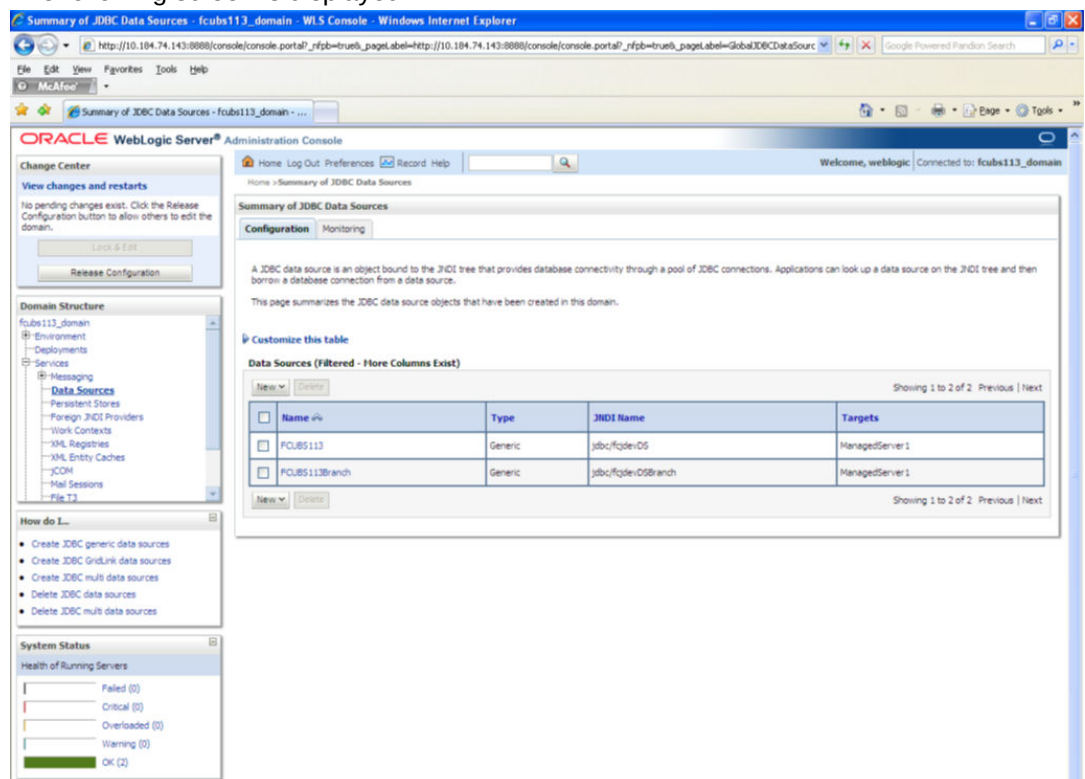 Summary of JDBC Data Sources - fcubs113_domain - WLS Console - Windows Internet Explorer
http://10.184.74.143:8888/console/console.portal?_nfpb=true&_pageLabel=http://10.184.74.143:8888/console/console.portal?_nfpb=true&_pageLabel=GlobalJDBCDataSourc
Google Powered Pandion Search
File Edit View Favorites Tools Help
McAfee
Summary of JDBC Data Sources - fcubs113_domain - ...
Page Tools
ORACLE WebLogic Server® Administration Console
Change Center
View changes and restarts
No pending changes exist. Click the Release
Configuration button to allow others to edit the
domain.
Lock & Edit
Release Configuration
Domain Structure
fcubs113_domain
Environment
Deployments
Services
Messaging
Data Sources
Persistent Stores
Foreign JNDI Providers
Work Contexts
XML Registries
XML Entity Caches
jCOM
Mail Sessions
File T3
How do I...
Create JDBC generic data sources
Create JDBC GridLink data sources
Create JDBC multi data sources
Delete JDBC data sources
Delete JDBC multi data sources
System Status
Health of Running Servers
Failed (0)
Critical (0)
Overloaded (0)
Warning (0)
OK (2)
Home Log Out Preferences Record Help
Welcome, weblogic Connected to: fcubs113_domain
Home >Summary of JDBC Data Sources
Summary of JDBC Data Sources
Configuration Monitoring
A JDBC data source is an object bound to the JNDI tree that provides database connectivity through a pool of JDBC connections. Applications can look up a data source on the JNDI tree and then
borrow a database connection from a data source.
This page summarizes the JDBC data source objects that have been created in this domain.
Customize this table
Data Sources (Filtered - More Columns Exist)
New Delete
Showing 1 to 2 of 2 Previous | Next
Name Type JNDI Name Targets
FCUBS113 Generic jdbc/fcjdevDS ManagedServer1
FCUBS113Branch Generic jdbc/fcjdevDSBranch ManagedServer1
New Delete
Showing 1 to 2 of 2 Previous | Next